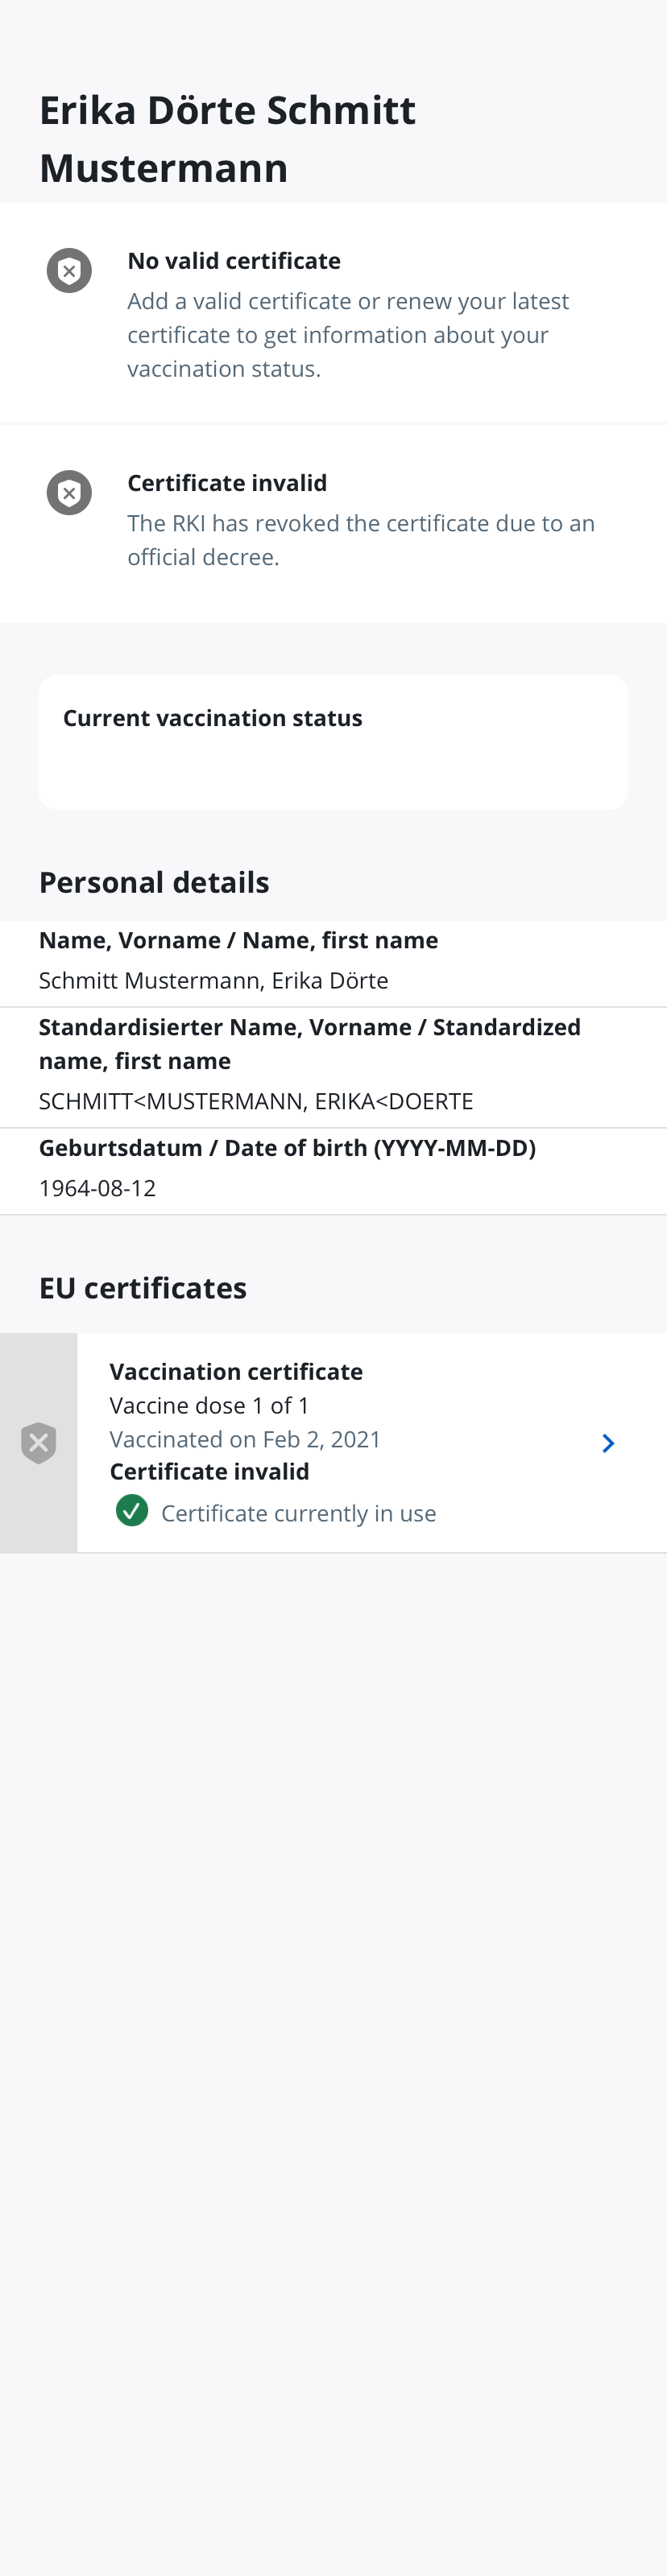 Erika Dörte Schmitt
Mustermann
No valid certificate
Add a valid certificate or renew your latest
certificate to get information about your
vaccination status.
Certificate invalid
The RKI has revoked the certificate due to an
official decree.
Current vaccination status
Personal details
Name, Vorname / Name, first name
Schmitt Mustermann, Erika Dörte
Standardisierter Name, Vorname / Standardized
name, first name
SCHMITT<MUSTERMANN, ERIKA<DOERTE
Geburtsdatum / Date of birth (YYYY-MM-DD)
1964-08-12
EU certificates
Vaccination certificate
Vaccine dose 1 of 1
Vaccinated on Feb 2, 2021
Certificate invalid
Certificate currently in use